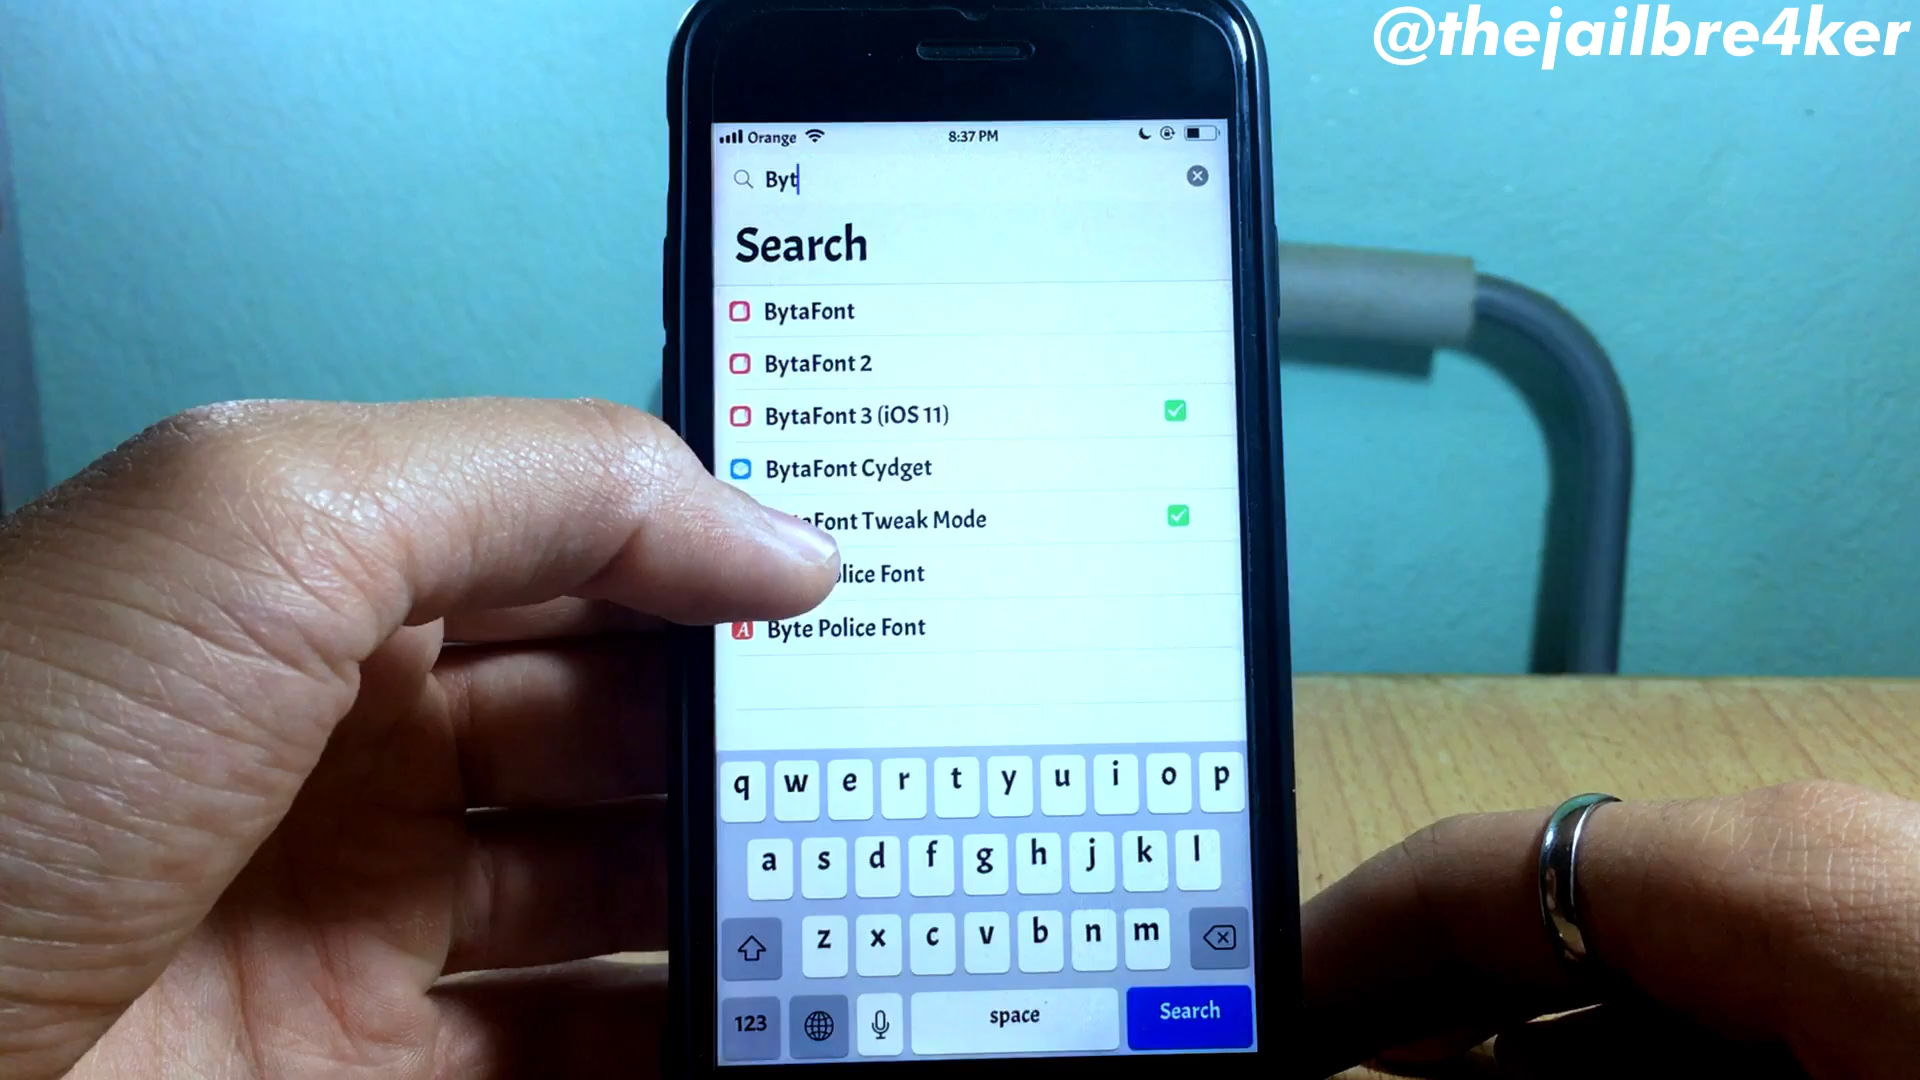 @thejailbre4ker
Orange 8:37 PM
Byt
Search
BytaFont
BytaFont 2
BytaFont 3 (iOS 11)
BytaFont Cydget
Font Tweak Mode
lice Font
A Byte Police Font
q w e r t y u i o p
a s d f g h j k l
z x c v b n m
123 space Search